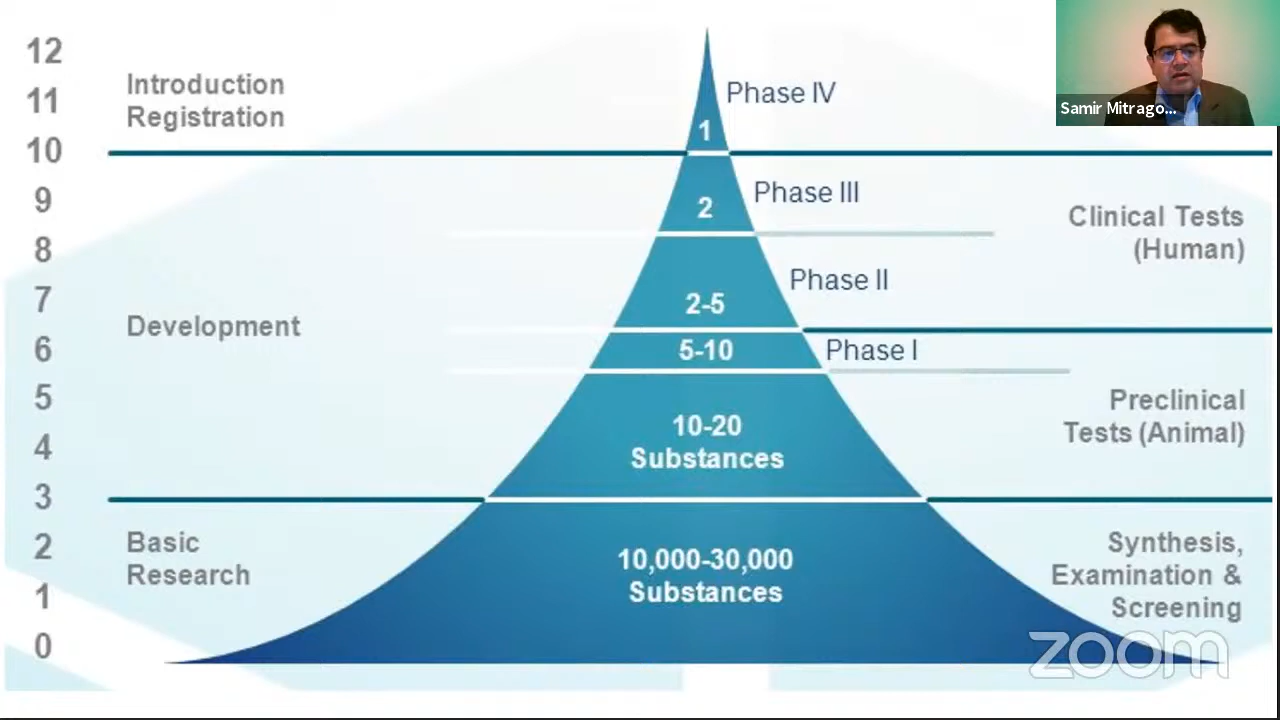 12
11
10
9
8
7
6
5
4
3
2
1
0
Introduction
Registration
Development
Basic
Research
Phase IV
1
Phase III
2
Phase II
2-5
5-10
Phase I
10-20
Substances
10,000-30,000
Substances
Clinical Tests
(Human)
Preclinical
Tests (Animal)
Synthesis,
Examination &
Screening
Samir Mitrago...
zoom